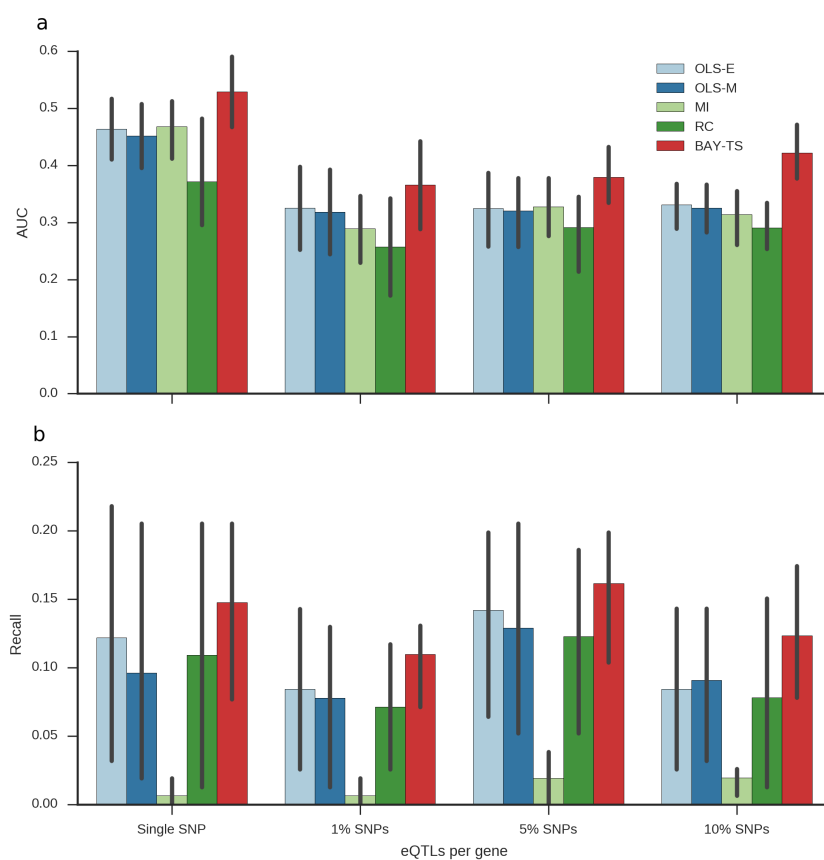 a
0.6
0.5
0.4
0.3
0.2
0.1
0.0
AUC
OLS-E
OLS-M
MI
RC
BAY-TS
b
0.25
0.20
0.15
0.10
0.05
0.00
Recall
Single SNP
1% SNPs
5% SNPs
10% SNPs
eQTLs per gene